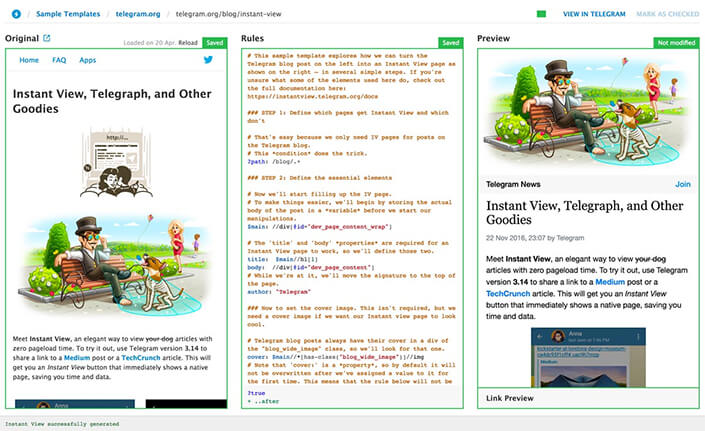 Sample Templates / telegram.org / telegram.org/blog/instant-view
VIEW IN TELEGRAM MARK AS CHECKED
Original
Loaded on 20 Apr. Reload
Saved
Home FAQ Apps
Instant View, Telegraph, and Other
Goodies
http://...
Meet Instant View, an elegant way to view your dog articles
with zero pageload time. To try it out, use Telegram version 3.14 to
share a link to a Medium post or a TechCrunch article. This will
get you an Instant View button that immediately shows a native
page, saving you time and data.
Anna
Rules
Saved
# This sample template explores how we can turn the
Telegram blog post on the left into an Instant View page as
shown on the right – in several simple steps. If you're
unsure what some of the elements used here do, check out
the full documentation here:
https://instantview.telegram.org/docs
### STEP 1: Define which pages get Instant View and which
don't
# That's easy because we only need IV pages for posts on
the Telegram blog.
# This *condition* does the trick.
?path: /blog/.+
### STEP 2: Define the essential elements
# Now we'll start filling up the IV page.
# To make things easier, we'll begin by storing the actual
body of the post in a *variable* before we start our
manipulations.
$main: //div[#id="dev_page_content_wrap"]
# The 'title' and 'body' *properties* are required for an
Instant View page to work, so we'll define those two.
title: $main//h1[1]
body: //div[#id="dev_page_content"]
# While we're at it, we'll move the signature to the top of
the page.
author: "Telegram"
### Now to set the cover image. This isn't required, but we
need a cover image if we want our Instant view page to look
cool.
# Telegram blog posts always have their cover in a div of
the "blog_wide_image" class, so we'll look for that one.
cover: $main//*[has-class("blog_wide_image")]//img
# Note that 'cover:' is a *property*, so by default it will
not be overwritten after we've assigned a value to it for
the first time. This means that the rule below will not be
?true
+ ..after
Preview
Not modified
Telegram News Join
Instant View, Telegraph, and Other
Goodies
22 Nov 2016, 23:07 by Telegram
Meet Instant View, an elegant way to view your dog
articles with zero pageload time. To try it out, use Telegram
version 3.14 to share a link to a Medium post or a
TechCrunch article. This will get you an Instant View
button that immediately shows a native page, saving you
time and data.
Anna
Medium
Link Preview
Instant View successfully generated